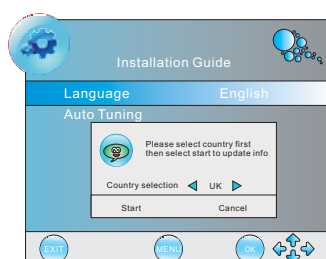 Installation Guide
Language English
Auto Tuning
Please select country first
then select start to update info
Country selection UK
Start Cancel
EXIT MENU OK